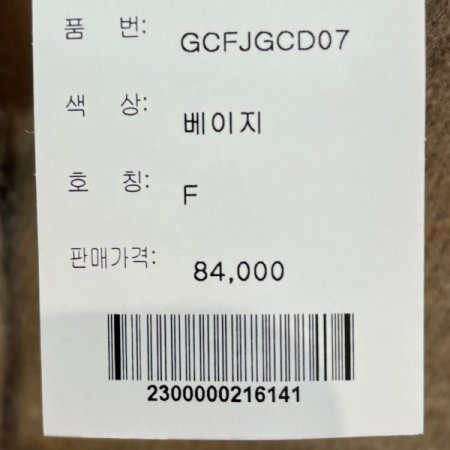 품 번: GCFJGCD07
색 상: 베이지
호 칭: F
판매가격: 84,000
2300000216141